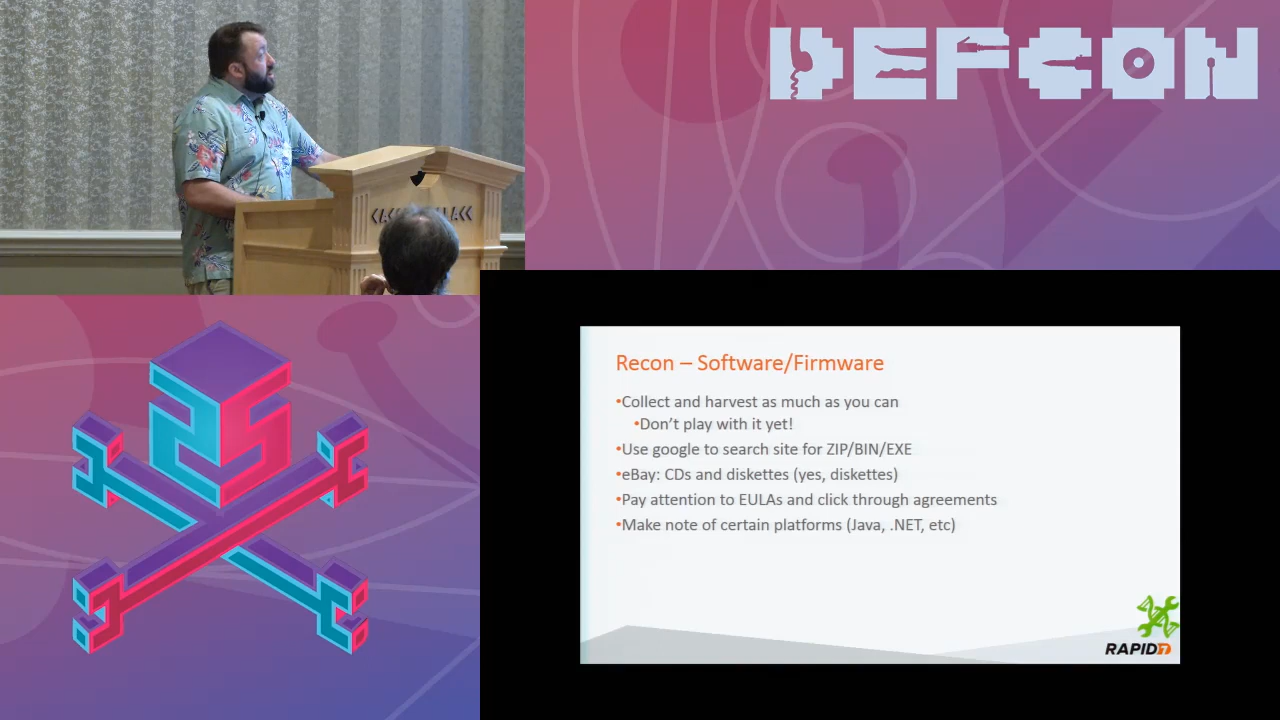 DEFCON
Recon – Software/Firmware
•Collect and harvest as much as you can
•Don’t play with it yet!
•Use google to search site for ZIP/BIN/EXE
•eBay: CDs and diskettes (yes, diskettes)
•Pay attention to EULAs and click through agreements
•Make note of certain platforms (Java, .NET, etc)
RAPID7